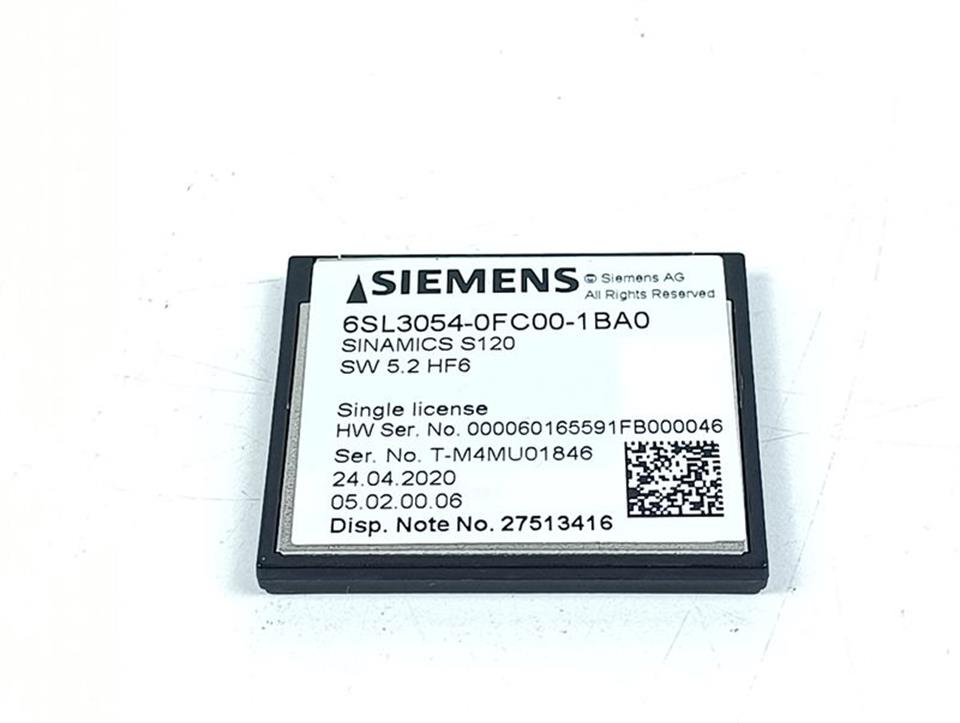 SIEMENS © Siemens AG
All Rights Reserved
6SL3054-0FC00-1BA0
SINAMICS S120
SW 5.2 HF6
Single license
HW Ser. No. 000060165591FB000046
Ser. No. T-M4MU01846
24.04.2020
05.02.00.06
Disp. Note No. 27513416